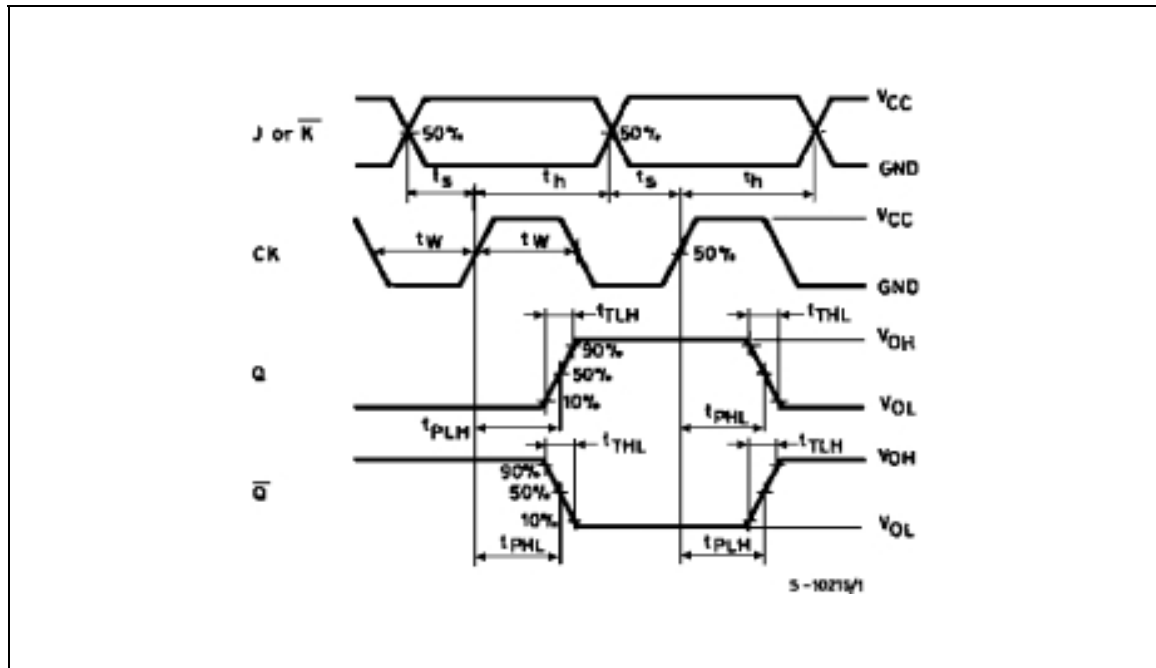 J or K̅ 50% 50% VCC
GND
ts th ts th
CK tW tW 50% VCC
GND
tTLH tTHL
Q 90% VOH
50%
10% VOL
tPLH tPHL
tTHL tTLH
Q̅ 90% VOH
50%
10% VOL
tPHL tPLH
S-10215/1